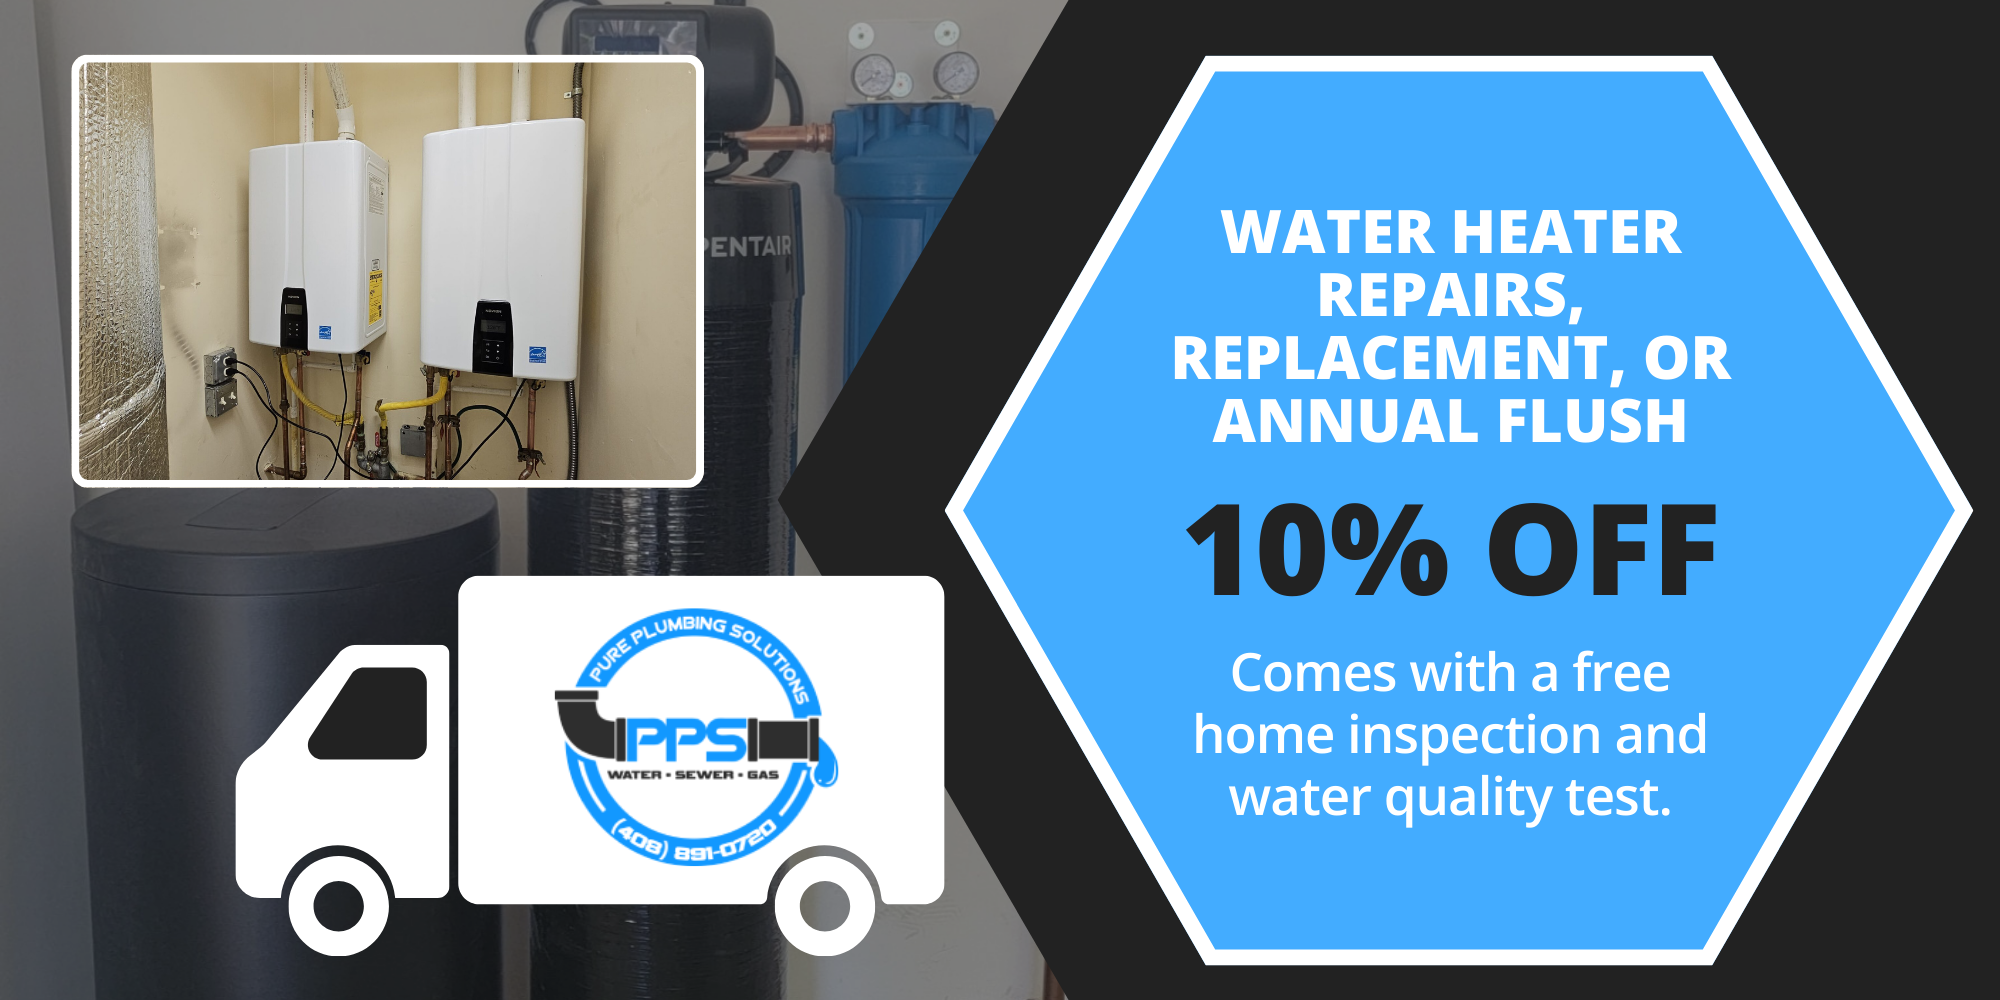 PENTAIR
WATER HEATER
REPAIRS,
REPLACEMENT, OR
ANNUAL FLUSH
10% OFF
Comes with a free
home inspection and
water quality test.
PURE PLUMBING SOLUTIONS
PPS
WATER • SEWER • GAS
(408) 891-0720